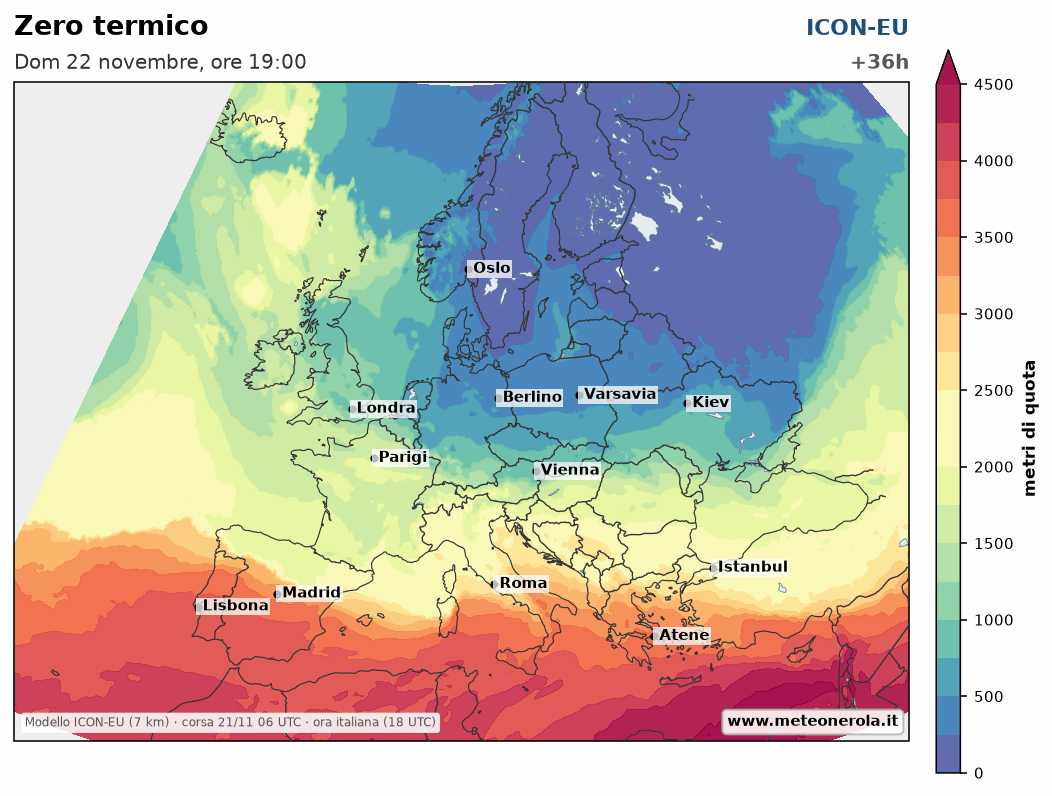 Zero termico
ICON-EU
Dom 22 novembre, ore 19:00
+36h
4500
4000
3500
3000
2500
2000
1500
1000
500
0
metri di quota
Oslo
Londra
Berlino
Varsavia
Kiev
Parigi
Vienna
Istanbul
Roma
Madrid
Lisbona
Atene
Modello ICON-EU (7 km) · corsa 21/11 06 UTC · ora italiana (18 UTC)
www.meteonerola.it